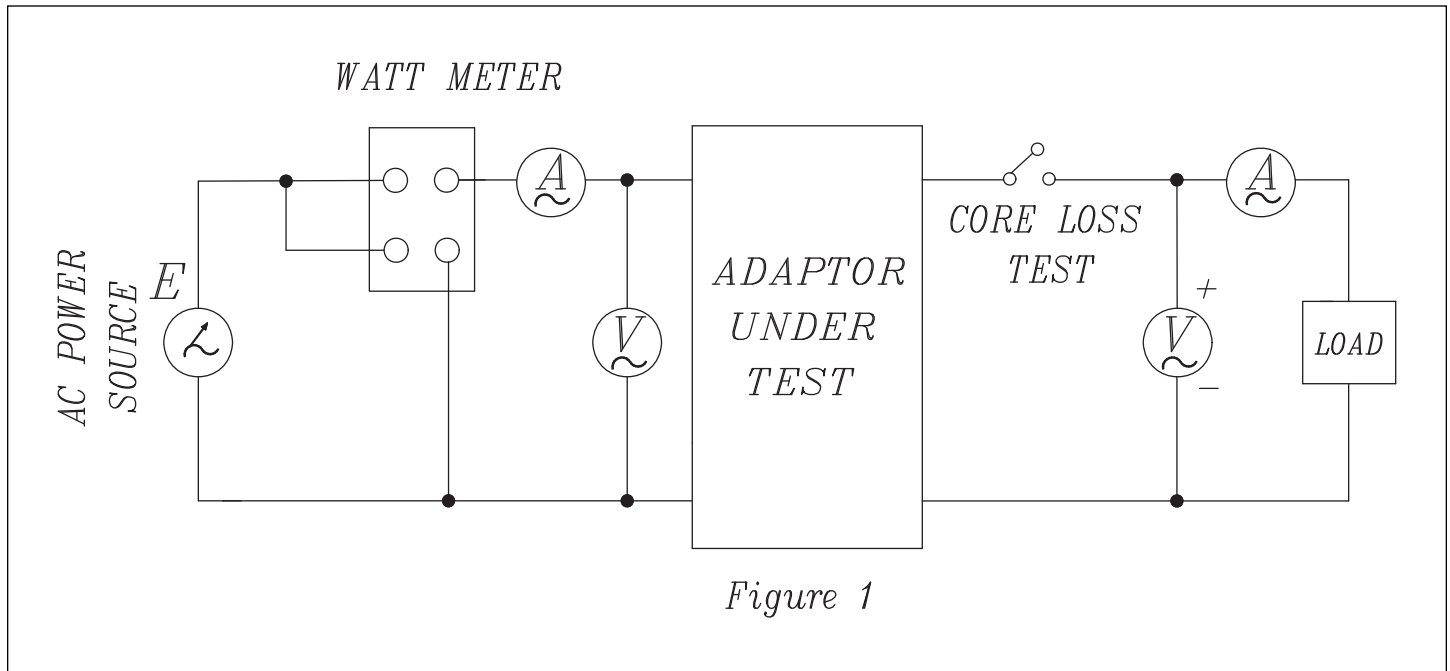 WATT METER
A
A
CORE LOSS
TEST
AC POWER
SOURCE
E
V
ADAPTOR
UNDER
TEST
+
V
-
LOAD
Figure 1